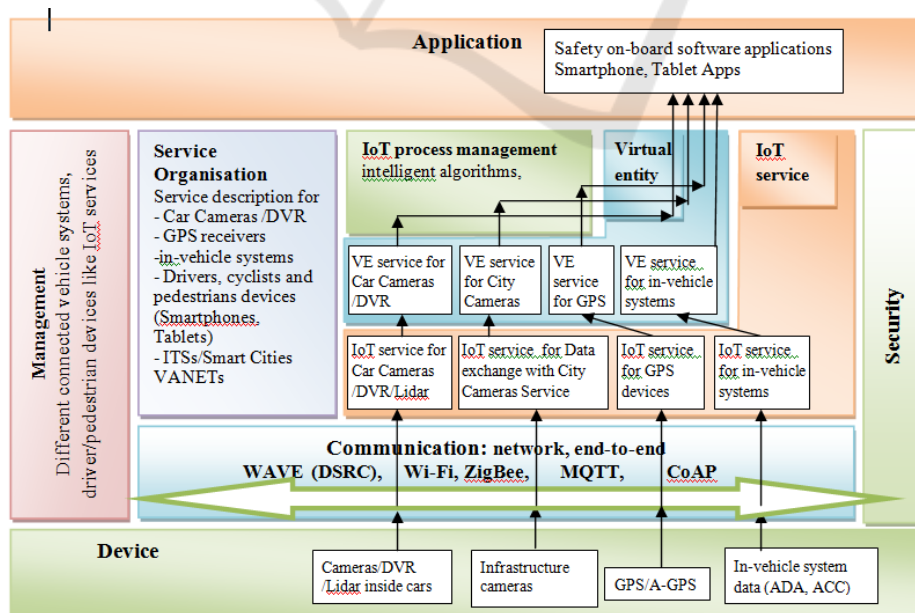 Application
Safety on-board software applications
Smartphone, Tablet Apps
Management
Different connected vehicle systems,
driver/pedestrian devices like IoT services
Service
Organisation
Service description for
- Car Cameras /DVR
- GPS receivers
-in-vehicle systems
- Drivers, cyclists and
pedestrians devices
(Smartphones,
Tablets)
- ITSs/Smart Cities
VANETs
IoT process management
intelligent algorithms,
Virtual
entity
IoT
service
Security
VE service for
Car Cameras
/DVR
VE service
for City
Cameras
VE
service
for GPS
VE service
for in-vehicle
systems
IoT service for
Car Cameras
/DVR/Lidar
IoT service for Data
exchange with City
Cameras Service
IoT service
for GPS
devices
IoT service
for in-vehicle
systems
Communication: network, end-to-end
WAVE (DSRC), Wi-Fi, ZigBee, MQTT, CoAP
Device
Cameras/DVR
/Lidar inside cars
Infrastructure
cameras
GPS/A-GPS
In-vehicle system
data (ADA, ACC)